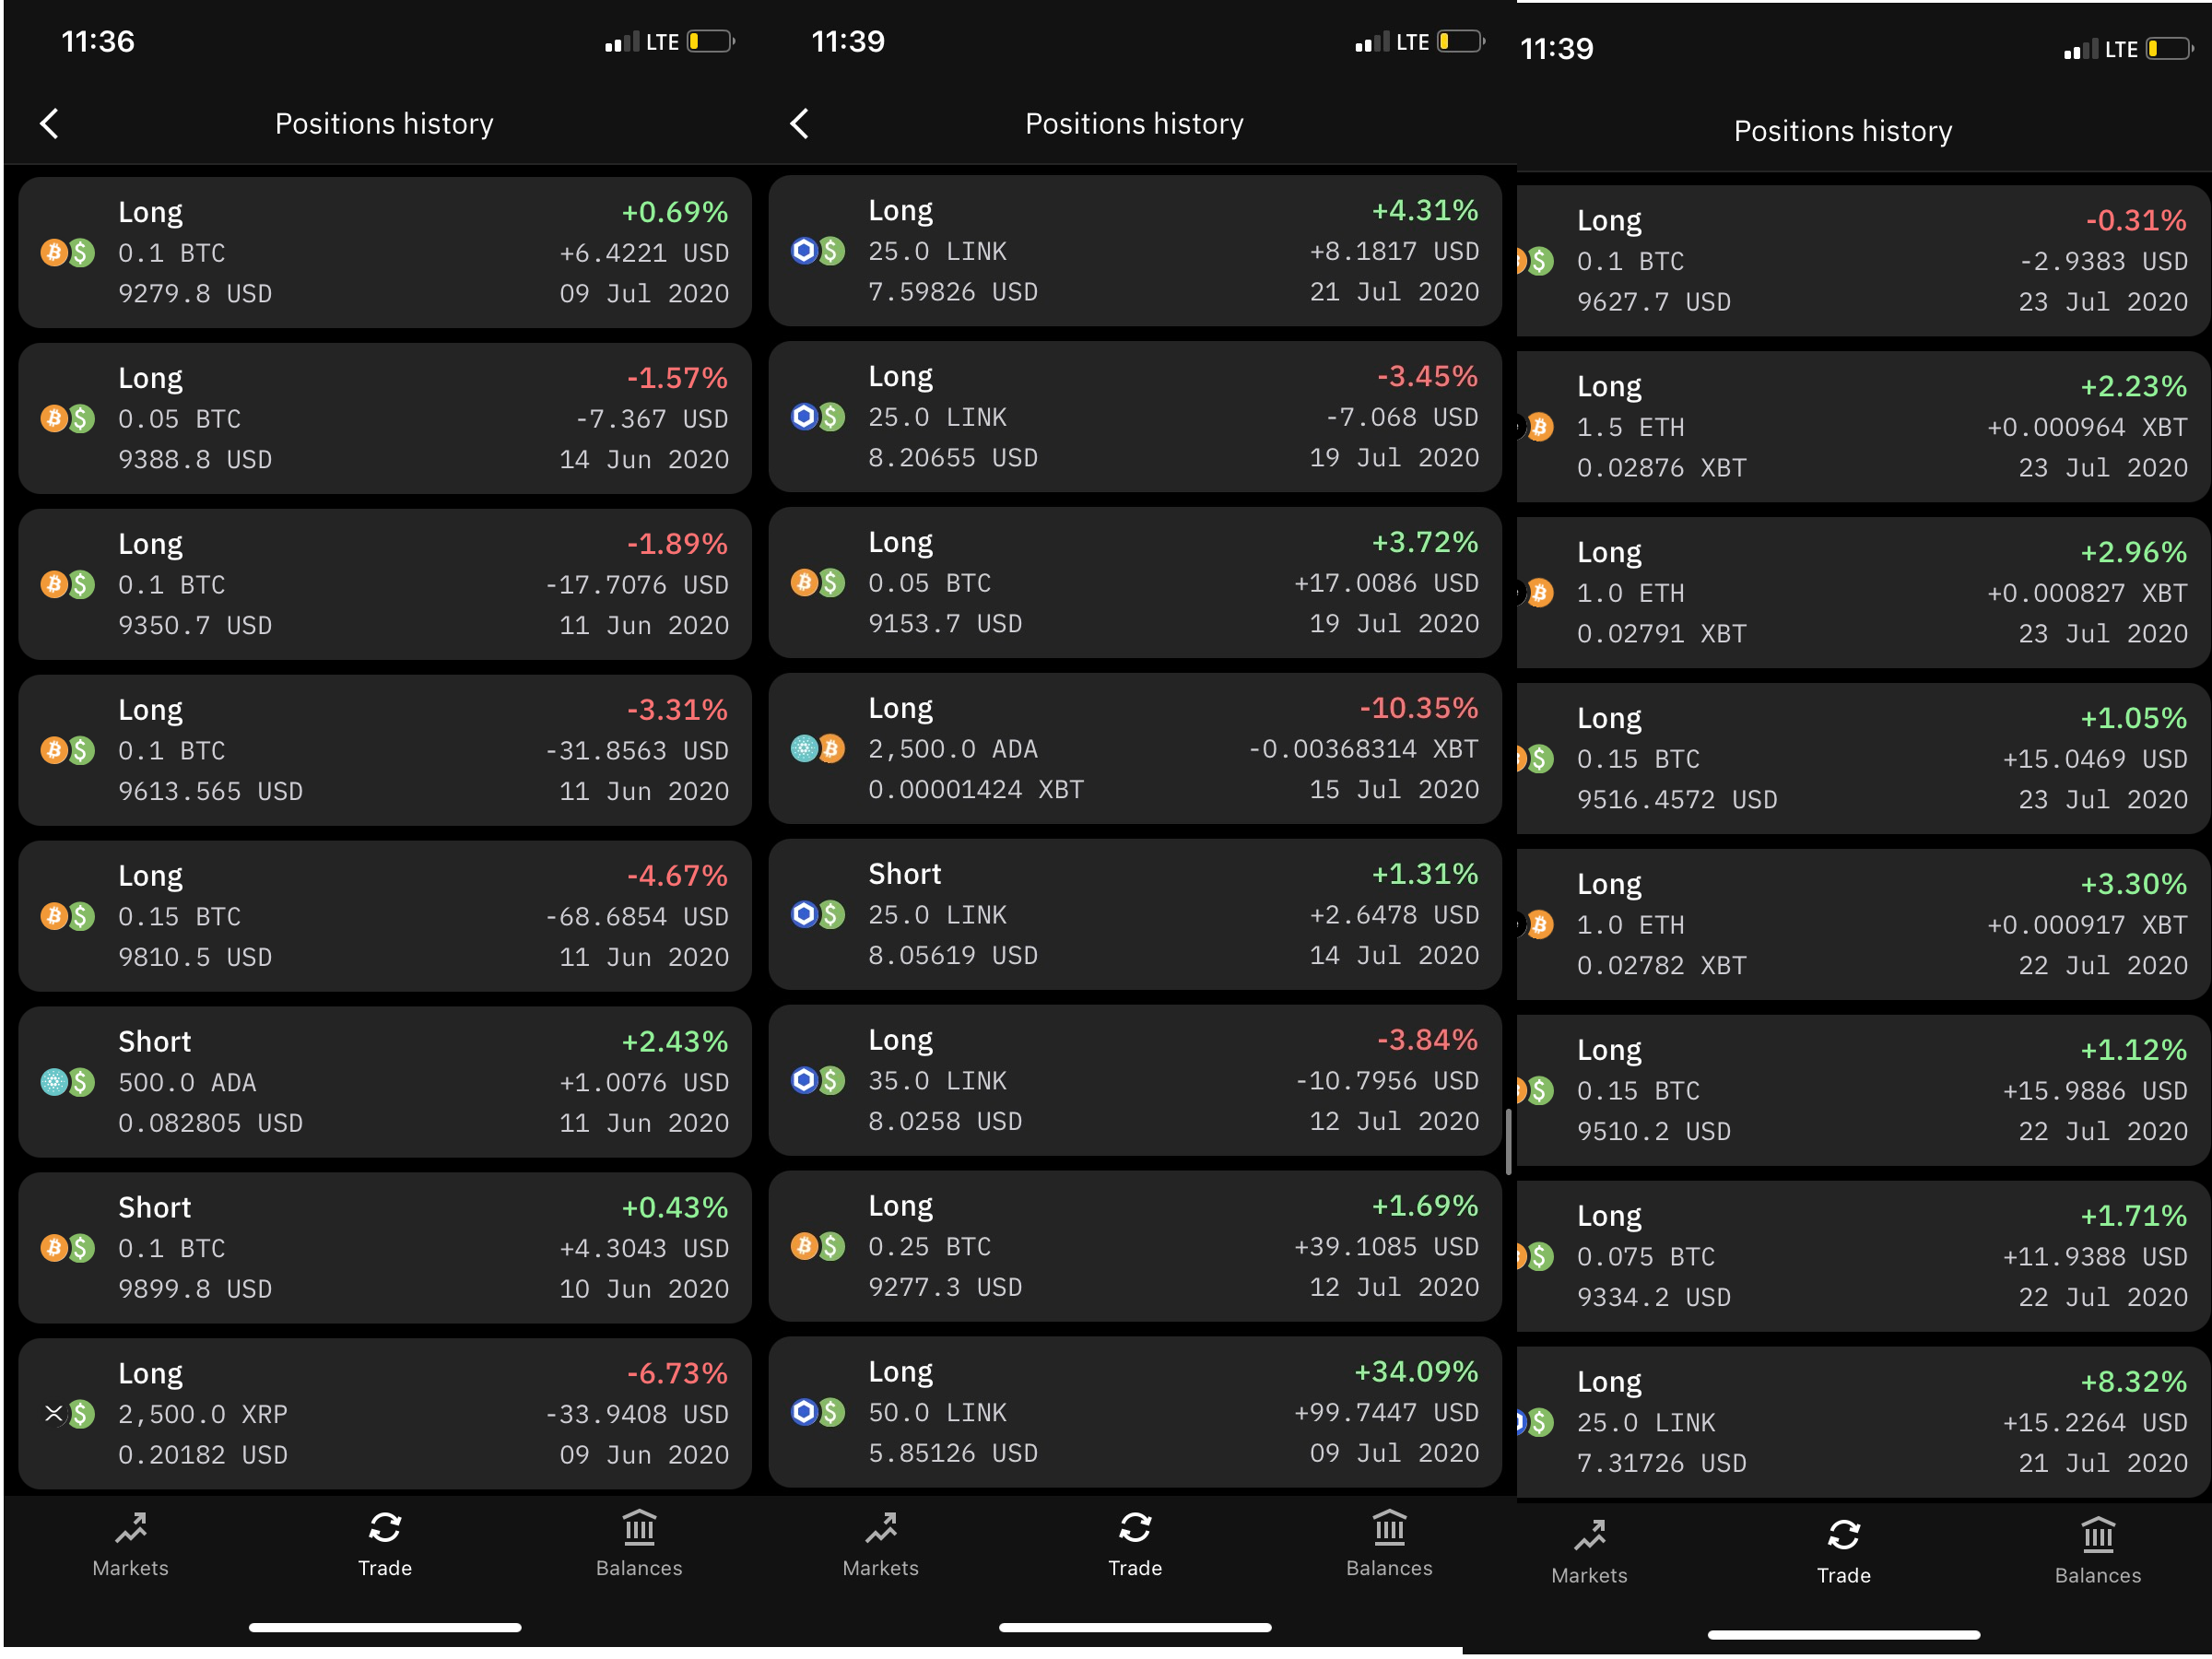 11:36
LTE
Positions history
Long
+0.69%
0.1 BTC
+6.4221 USD
9279.8 USD
09 Jul 2020
Long
-1.57%
0.05 BTC
-7.367 USD
9388.8 USD
14 Jun 2020
Long
-1.89%
0.1 BTC
-17.7076 USD
9350.7 USD
11 Jun 2020
Long
-3.31%
0.1 BTC
-31.8563 USD
9613.565 USD
11 Jun 2020
Long
-4.67%
0.15 BTC
-68.6854 USD
9810.5 USD
11 Jun 2020
Short
+2.43%
500.0 ADA
+1.0076 USD
0.082805 USD
11 Jun 2020
Short
+0.43%
0.1 BTC
+4.3043 USD
9899.8 USD
10 Jun 2020
Long
-6.73%
2,500.0 XRP
-33.9408 USD
0.20182 USD
09 Jun 2020
Markets
Trade
Balances
11:39
LTE
Positions history
Long
+4.31%
25.0 LINK
+8.1817 USD
7.59826 USD
21 Jul 2020
Long
-3.45%
25.0 LINK
-7.068 USD
8.20655 USD
19 Jul 2020
Long
+3.72%
0.05 BTC
+17.0086 USD
9153.7 USD
19 Jul 2020
Long
-10.35%
2,500.0 ADA
-0.00368314 XBT
0.00001424 XBT
15 Jul 2020
Short
+1.31%
25.0 LINK
+2.6478 USD
8.05619 USD
14 Jul 2020
Long
-3.84%
35.0 LINK
-10.7956 USD
8.0258 USD
12 Jul 2020
Long
+1.69%
0.25 BTC
+39.1085 USD
9277.3 USD
12 Jul 2020
Long
+34.09%
50.0 LINK
+99.7447 USD
5.85126 USD
09 Jul 2020
Markets
Trade
Balances
11:39
LTE
Positions history
Long
-0.31%
0.1 BTC
-2.9383 USD
9627.7 USD
23 Jul 2020
Long
+2.23%
1.5 ETH
+0.000964 XBT
0.02876 XBT
23 Jul 2020
Long
+2.96%
1.0 ETH
+0.000827 XBT
0.02791 XBT
23 Jul 2020
Long
+1.05%
0.15 BTC
+15.0469 USD
9516.4572 USD
23 Jul 2020
Long
+3.30%
1.0 ETH
+0.000917 XBT
0.02782 XBT
22 Jul 2020
Long
+1.12%
0.15 BTC
+15.9886 USD
9510.2 USD
22 Jul 2020
Long
+1.71%
0.075 BTC
+11.9388 USD
9334.2 USD
22 Jul 2020
Long
+8.32%
25.0 LINK
+15.2264 USD
7.31726 USD
21 Jul 2020
Markets
Trade
Balances